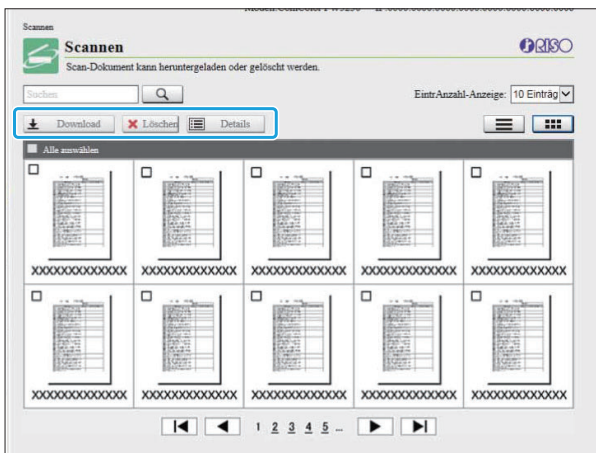 Scannen
Scannen
RISO
Scan-Dokument kann heruntergeladen oder gelöscht werden.
Suchen
EintrAnzahl-Anzeige: 10 Einträg
Download Löschen Details
Alle auswählen
XXXXXXXXXXXXX XXXXXXXXXXXXX XXXXXXXXXXXXX XXXXXXXXXXXXX XXXXXXXXXXXXX
XXXXXXXXXXXXX XXXXXXXXXXXXX XXXXXXXXXXXXX XXXXXXXXXXXXX XXXXXXXXXXXXX
1 2 3 4 5 ...